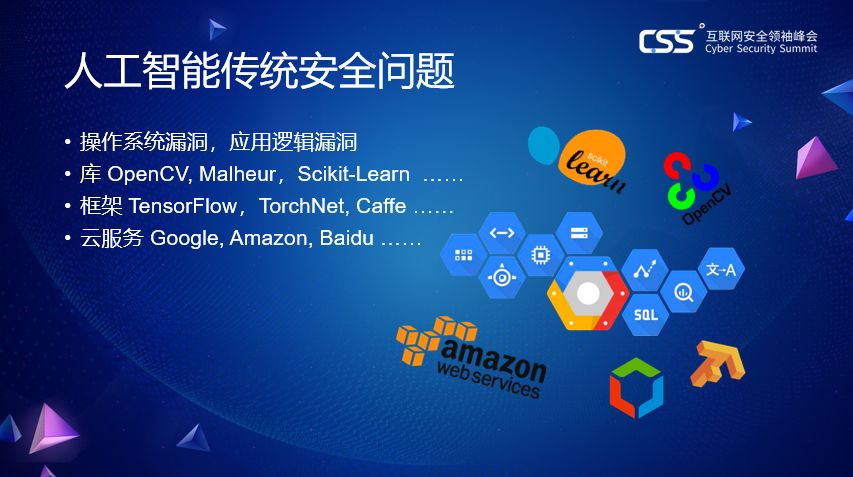 CSS 互联网安全领袖峰会
Cyber Security Summit
人工智能传统安全问题
• 操作系统漏洞，应用逻辑漏洞
• 库 OpenCV, Malheur，Scikit-Learn ……
• 框架 TensorFlow，TorchNet, Caffe ……
• 云服务 Google, Amazon, Baidu ……
scikit
learn
OpenCV
文→A
SQL
amazon
web services